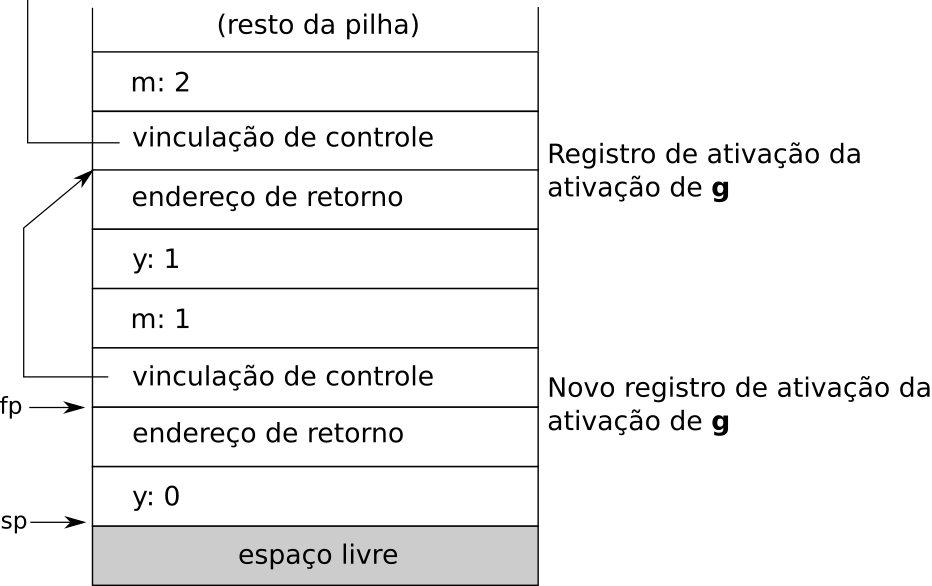 (resto da pilha)
m: 2
vinculação de controle
Registro de ativação da
ativação de g
endereço de retorno
y: 1
m: 1
vinculação de controle
Novo registro de ativação da
ativação de g
fp
endereço de retorno
y: 0
sp
espaço livre